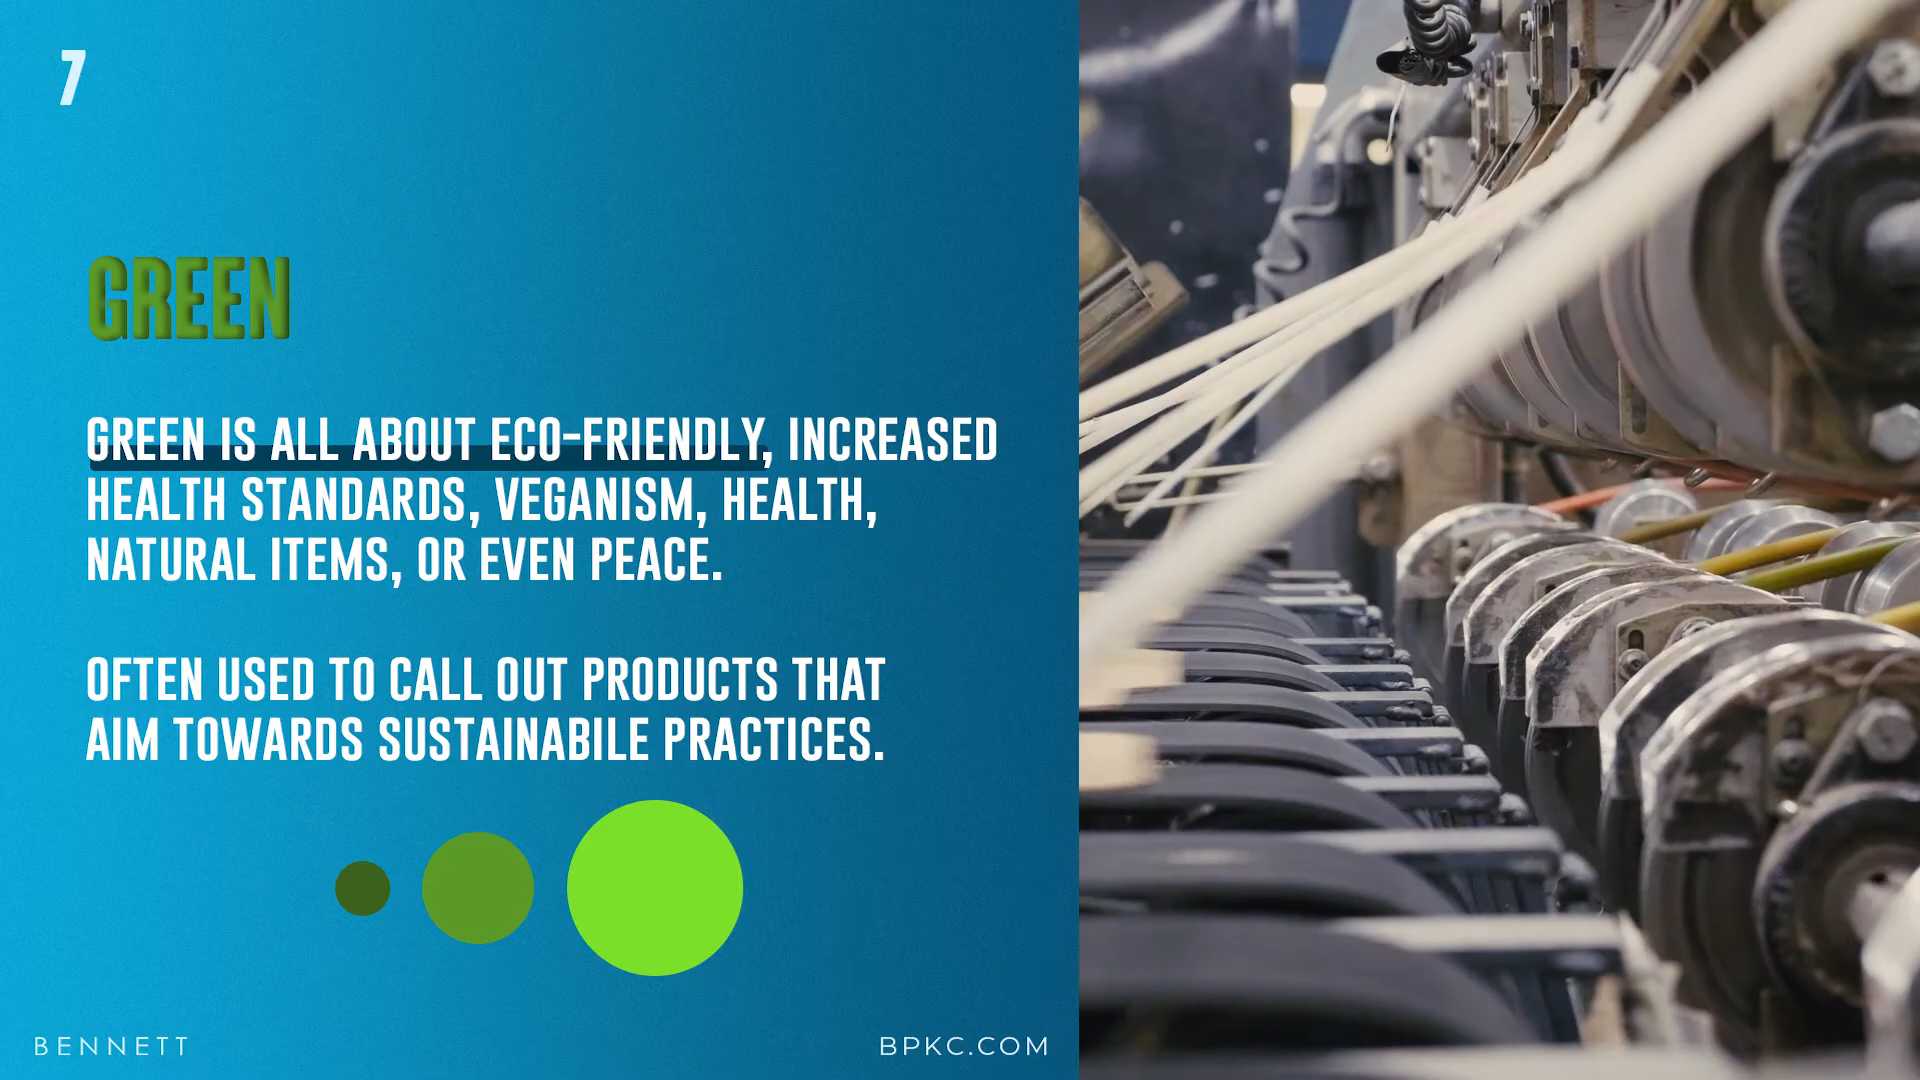 7
GREEN
GREEN IS ALL ABOUT ECO-FRIENDLY, INCREASED
HEALTH STANDARDS, VEGANISM, HEALTH,
NATURAL ITEMS, OR EVEN PEACE.
OFTEN USED TO CALL OUT PRODUCTS THAT
AIM TOWARDS SUSTAINABILE PRACTICES.
BENNETT
BPKC.COM